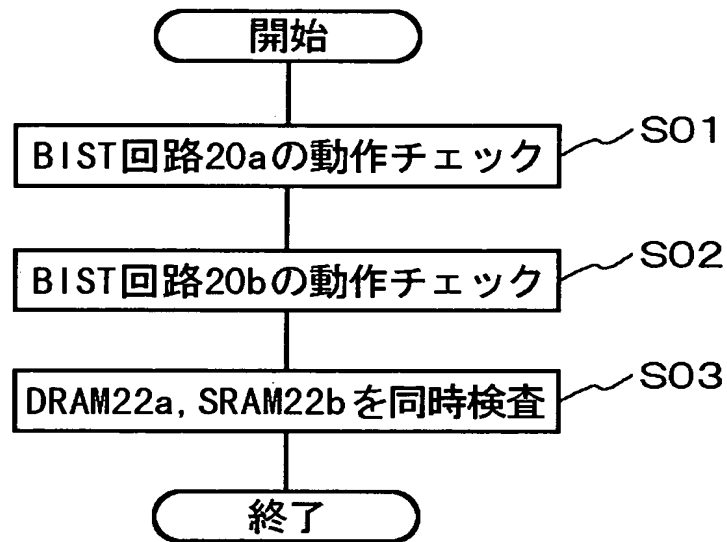 開始
BIST回路20aの動作チェック
S01
BIST回路20bの動作チェック
S02
DRAM22a, SRAM22bを同時検査
S03
終了